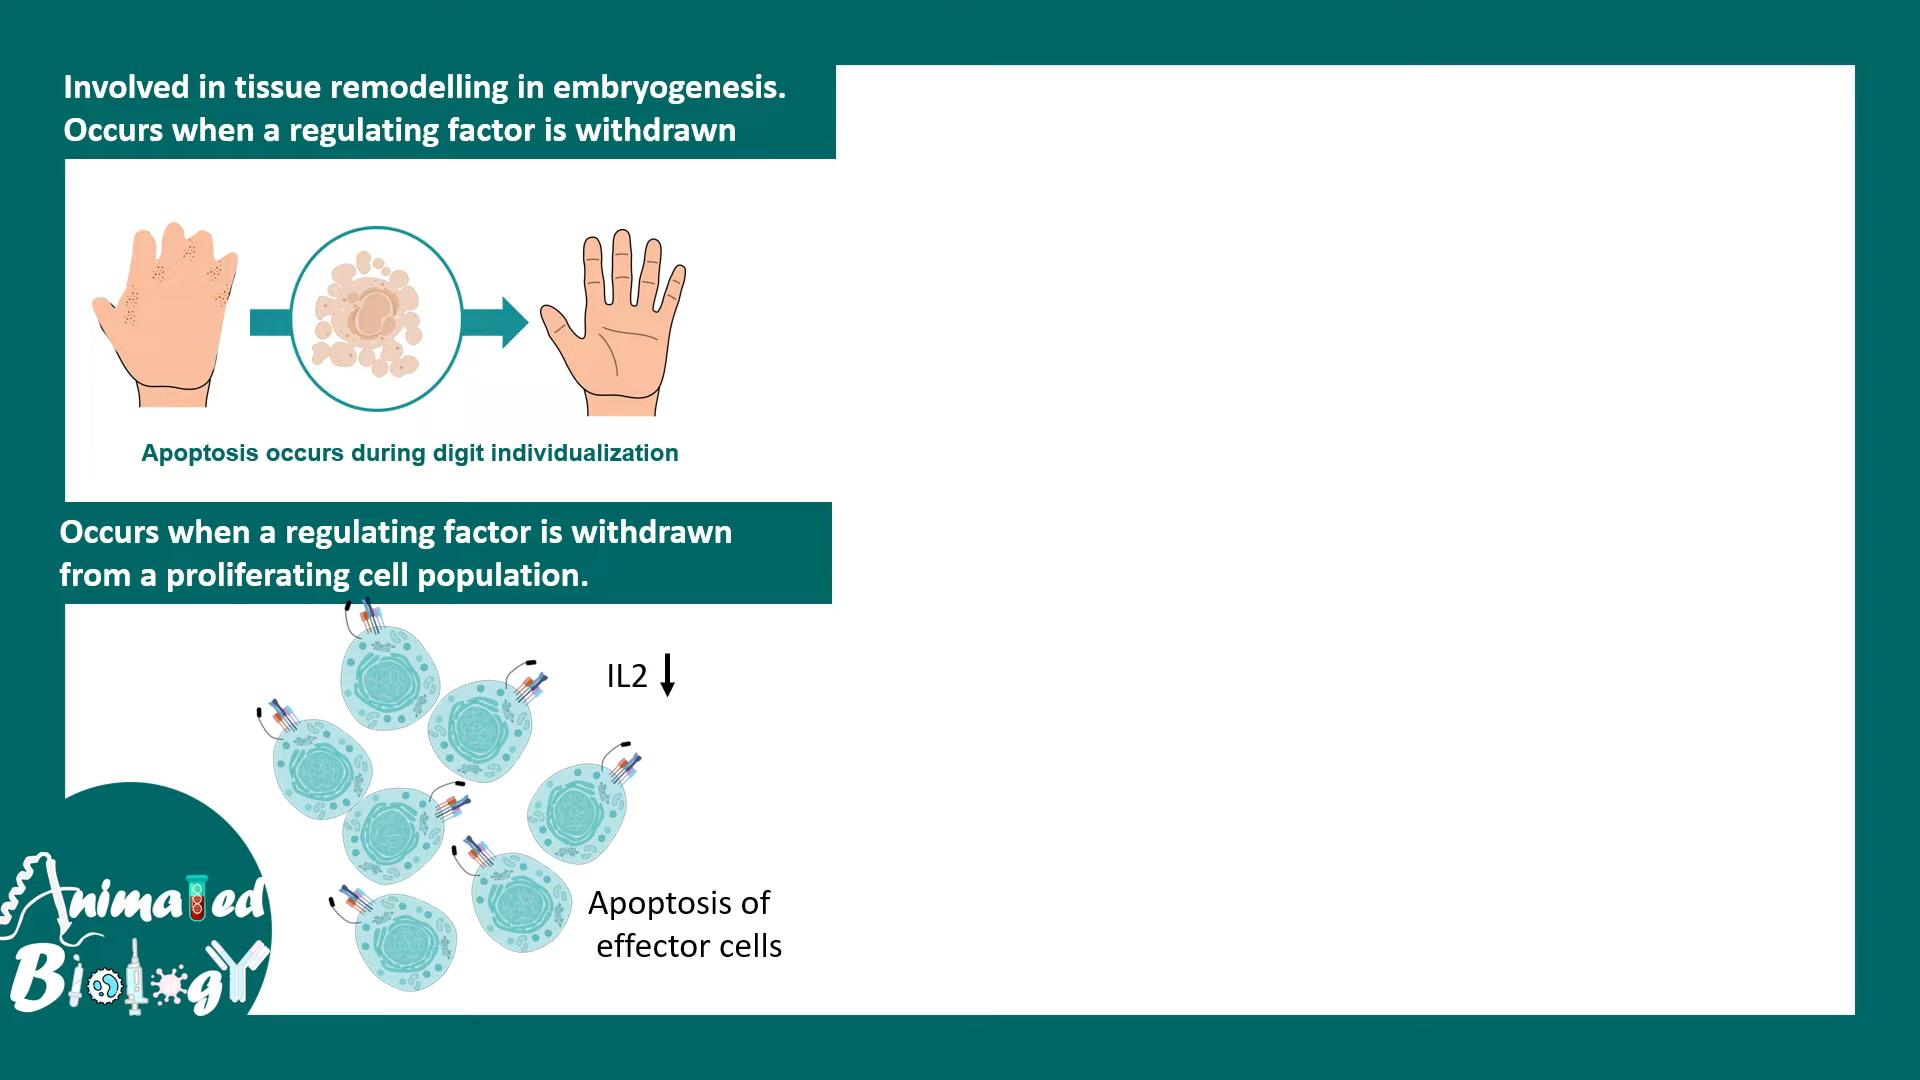 Involved in tissue remodelling in embryogenesis.
Occurs when a regulating factor is withdrawn
Apoptosis occurs during digit individualization
Occurs when a regulating factor is withdrawn
from a proliferating cell population.
IL2
Apoptosis of
effector cells
Animated
Biology